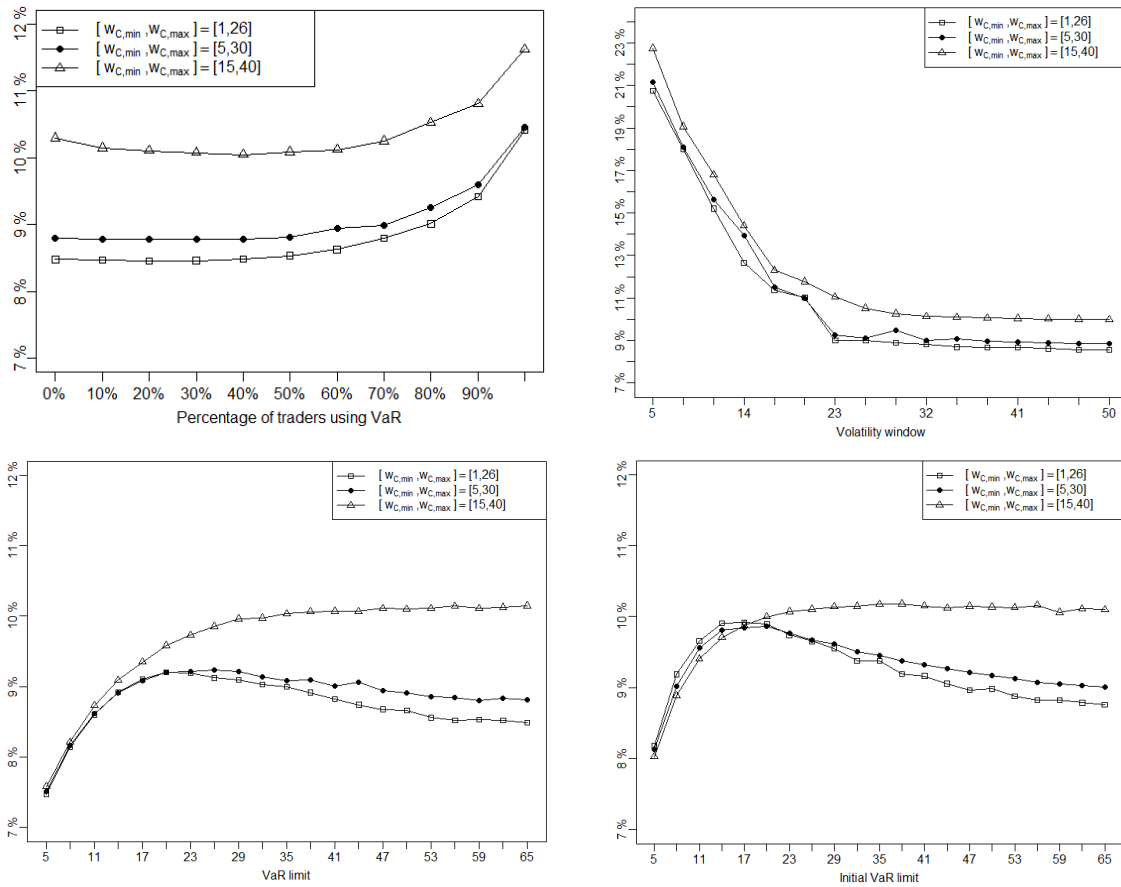 [ wC,min ,wC,max ] = [1,26]
[ wC,min ,wC,max ] = [5,30]
[ wC,min ,wC,max ] = [15,40]
12 %
11 %
10 %
9 %
8 %
7 %
0% 10% 20% 30% 40% 50% 60% 70% 80% 90%
Percentage of traders using VaR
[ wC,min ,wC,max ] = [1,26]
[ wC,min ,wC,max ] = [5,30]
[ wC,min ,wC,max ] = [15,40]
23 %
21 %
19 %
17 %
15 %
13 %
11 %
9 %
7 %
5 14 23 32 41 50
Volatility window
[ wC,min ,wC,max ] = [1,26]
[ wC,min ,wC,max ] = [5,30]
[ wC,min ,wC,max ] = [15,40]
12 %
11 %
10 %
9 %
8 %
7 %
5 11 17 23 29 35 41 47 53 59 65
VaR limit
[ wC,min ,wC,max ] = [1,26]
[ wC,min ,wC,max ] = [5,30]
[ wC,min ,wC,max ] = [15,40]
12 %
11 %
10 %
9 %
8 %
7 %
5 11 17 23 29 35 41 47 53 59 65
Initial VaR limit